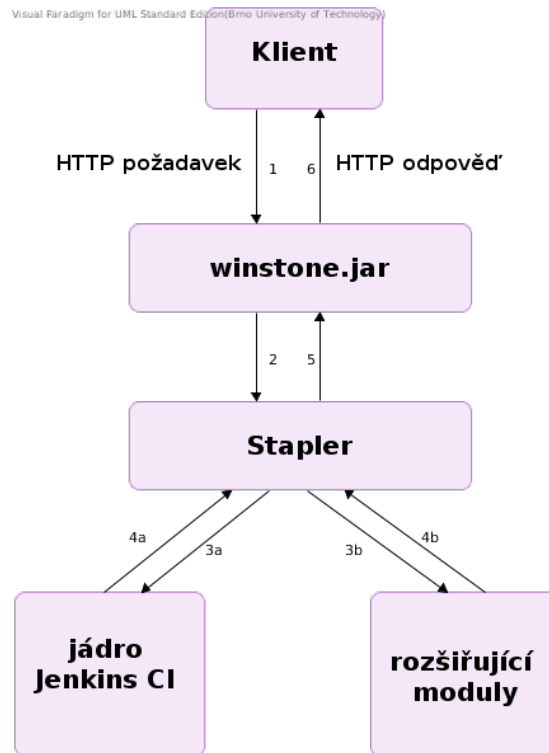 Visual Paradigm for UML Standard Edition(Brno University of Technology)
Klient
HTTP požadavek
1
6
HTTP odpověď
winstone.jar
2
5
Stapler
4a
3a
3b
4b
jádro
Jenkins CI
rozšiřující
moduly